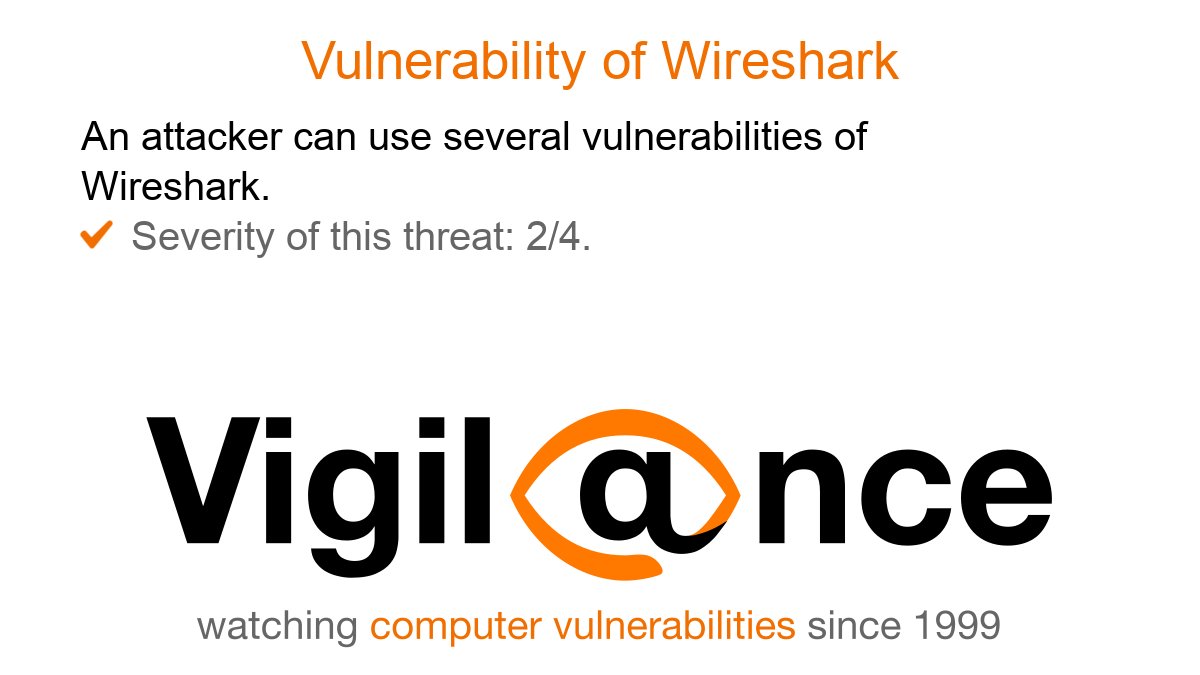 Vulnerability of Wireshark
An attacker can use several vulnerabilities of
Wireshark.
Severity of this threat: 2/4.
Vigil@nce
watching computer vulnerabilities since 1999